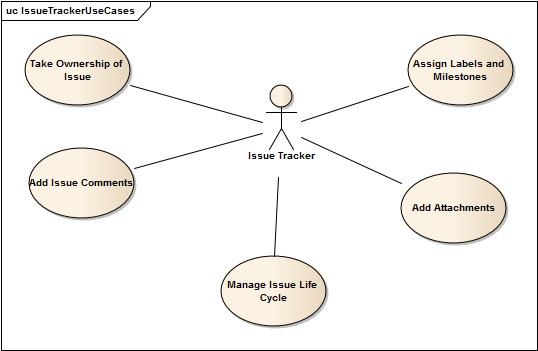 uc IssueTrackerUseCases
Take Ownership of
Issue
Assign Labels and
Milestones
Issue Tracker
Add Issue Comments
Add Attachments
Manage Issue Life
Cycle